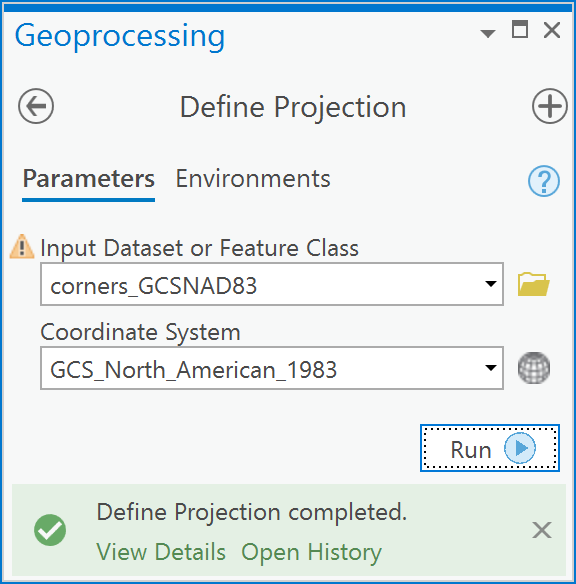 Geoprocessing
Define Projection
Parameters Environments ?
Input Dataset or Feature Class
corners_GCSNAD83
Coordinate System
GCS_North_American_1983
Run
Define Projection completed.
View Details Open History